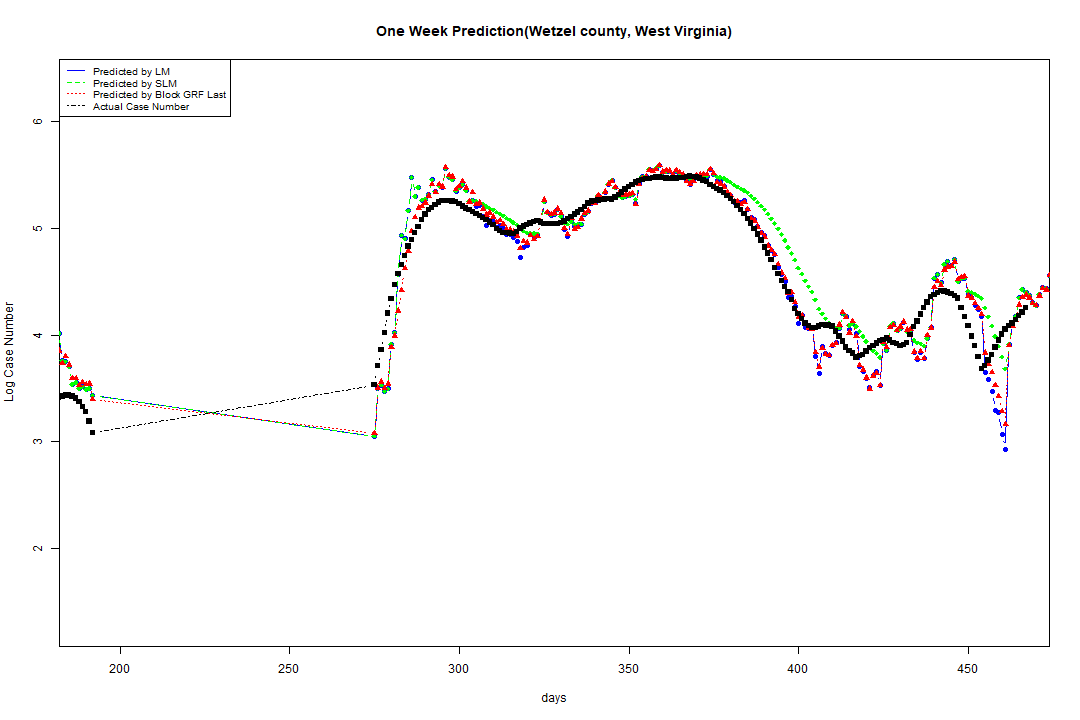 One Week Prediction(Wetzel county, West Virginia)
Predicted by LM
Predicted by SLM
Predicted by Block GRF Last
Actual Case Number
6
5
4
3
2
Log Case Number
200 250 300 350 400 450
days